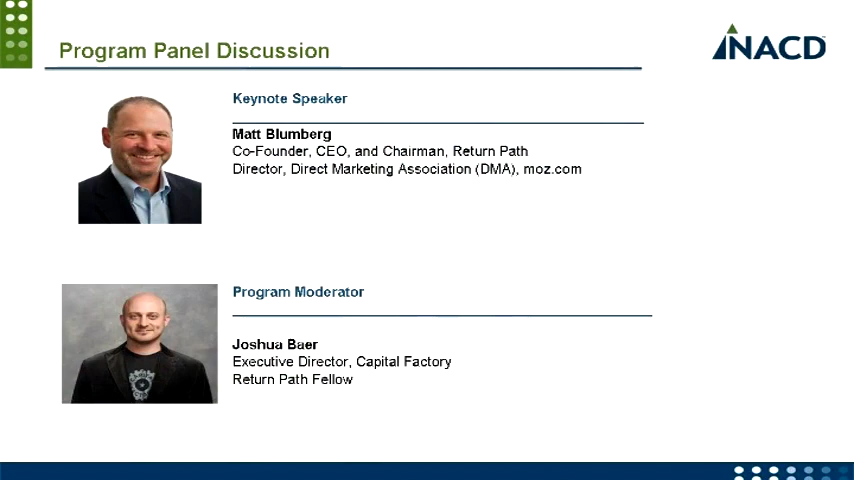 Program Panel Discussion
NACD
Keynote Speaker
Matt Blumberg
Co-Founder, CEO, and Chairman, Return Path
Director, Direct Marketing Association (DMA), moz.com
Program Moderator
Joshua Baer
Executive Director, Capital Factory
Return Path Fellow